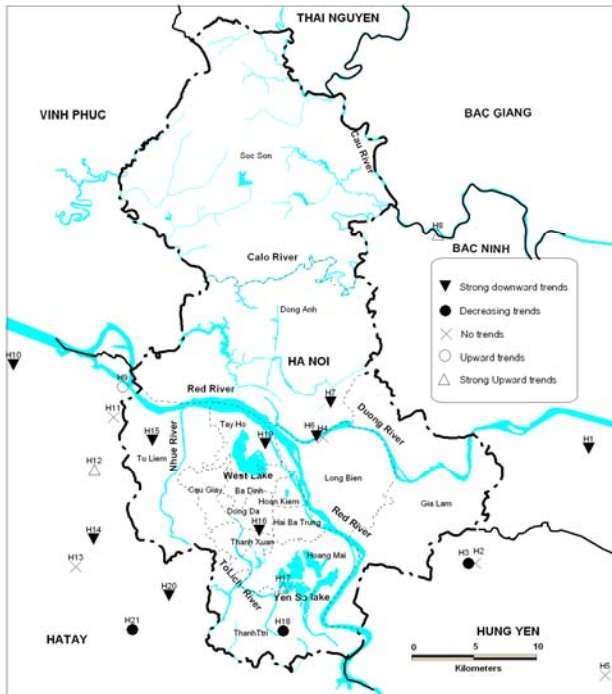 THAI NGUYEN
VINH PHUC
BAC GIANG
Cau River
Soc Son
H8
BAC NINH
Calo River
Strong downward trends
Decreasing trends
No trends
Upward trends
Strong Upward trends
Dong Anh
HA NOI
H10
H9
Red River
H7
H11
Duong River
H15
Tay Ho
H19
H6
H4
H1
Tu Liem
Nhue River
H12
West Lake
Long Bien
Cau Giay
Ba Dinh
Hoan Kiem
Gia Lam
Dong Da
Red River
H16
Hai Ba Trung
H14
Thanh Xuan
Hoang Mai
H3
H2
H13
ToLich River
H17
H20
Yen So lake
H21
H18
HATAY
ThanhTtri
HUNG YEN
0
5
10
Kilometers
H5